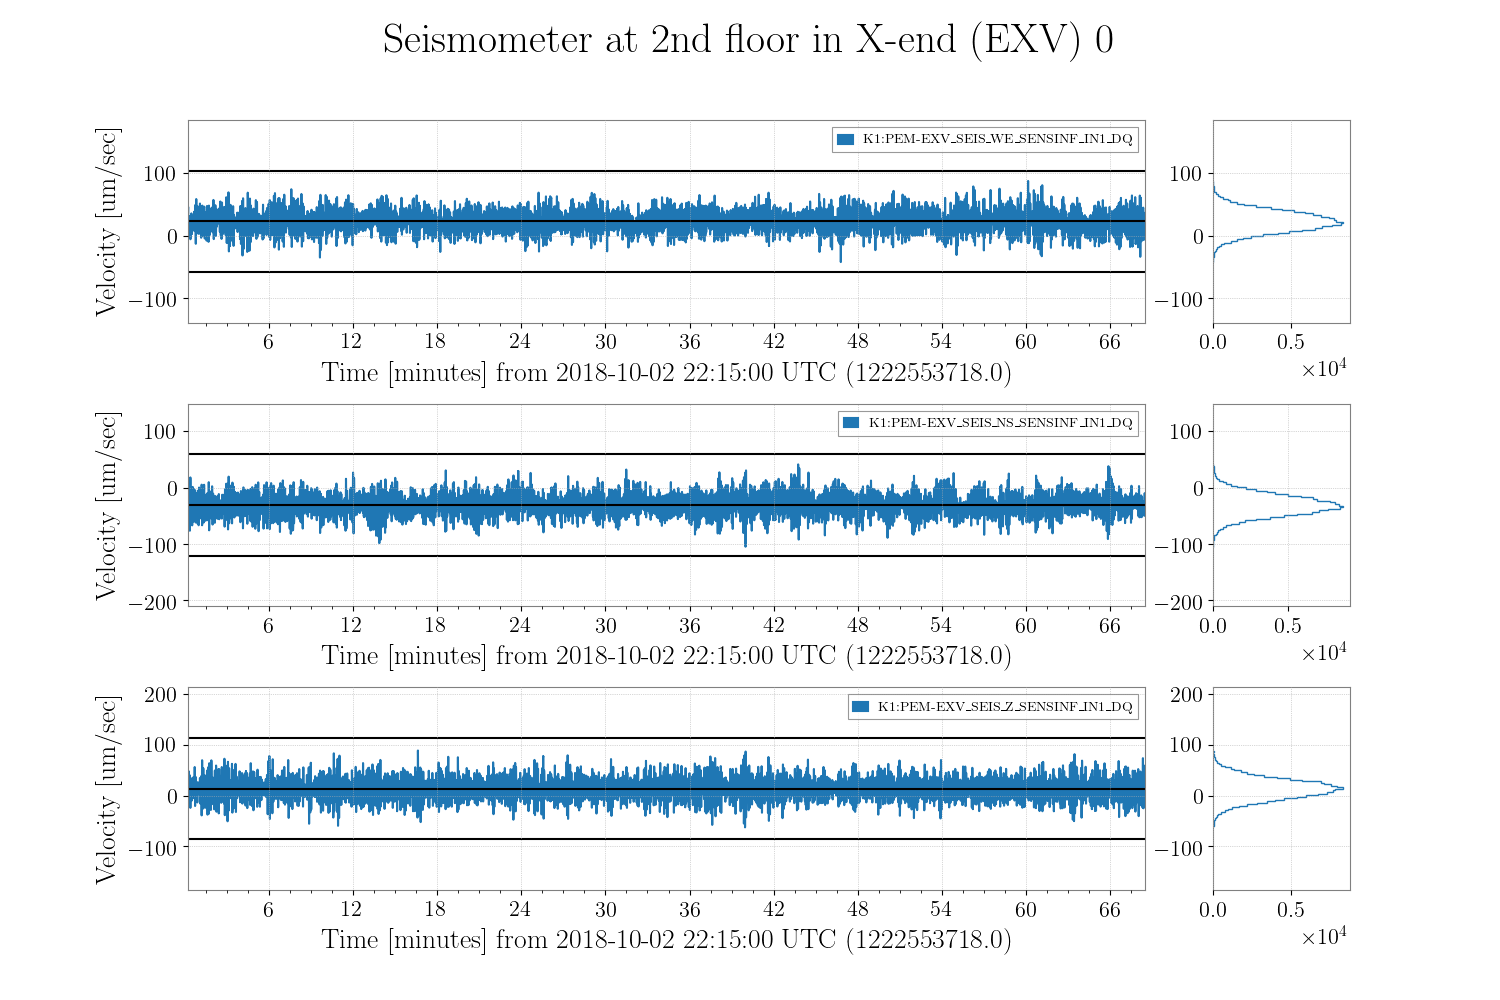 Seismometer at 2nd floor in X-end (EXV) 0
Velocity [um/sec]
100
0
−100
K1:PEM-EXV_SEIS_WE_SENSINF_IN1_DQ
6 12 18 24 30 36 42 48 54 60 66
Time [minutes] from 2018-10-02 22:15:00 UTC (1222553718.0)
100
0
−100
0.0 0.5
×10⁴
Velocity [um/sec]
100
0
−100
−200
K1:PEM-EXV_SEIS_NS_SENSINF_IN1_DQ
6 12 18 24 30 36 42 48 54 60 66
Time [minutes] from 2018-10-02 22:15:00 UTC (1222553718.0)
100
0
−100
−200
0.0 0.5
×10⁴
Velocity [um/sec]
200
100
0
−100
K1:PEM-EXV_SEIS_Z_SENSINF_IN1_DQ
6 12 18 24 30 36 42 48 54 60 66
Time [minutes] from 2018-10-02 22:15:00 UTC (1222553718.0)
200
100
0
−100
0.0 0.5
×10⁴